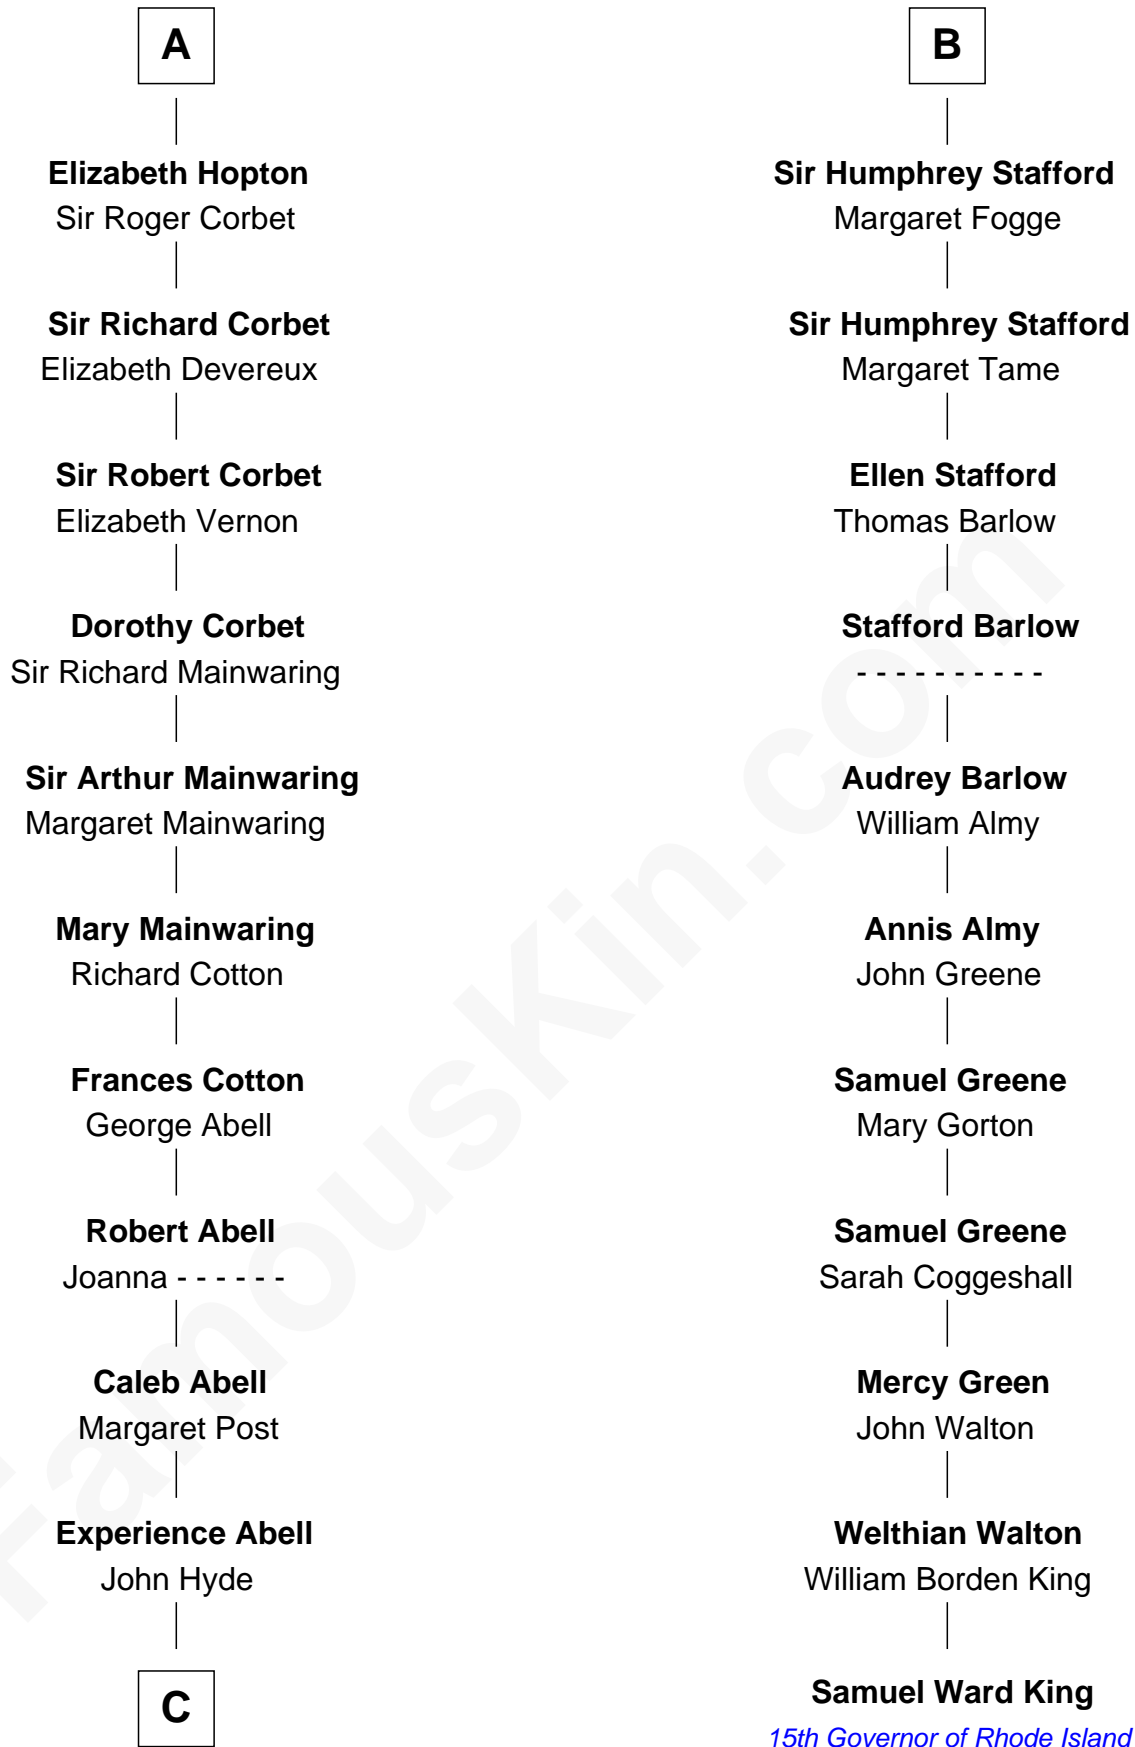 A
Elizabeth Hopton
Sir Roger Corbet
Sir Richard Corbet
Elizabeth Devereux
Sir Robert Corbet
Elizabeth Vernon
Dorothy Corbet
Sir Richard Mainwaring
Sir Arthur Mainwaring
Margaret Mainwaring
Mary Mainwaring
Richard Cotton
Frances Cotton
George Abell
Robert Abell
Joanna - - - - - -
Caleb Abell
Margaret Post
Experience Abell
John Hyde
C
B
Sir Humphrey Stafford
Margaret Fogge
Sir Humphrey Stafford
Margaret Tame
Ellen Stafford
Thomas Barlow
Stafford Barlow
- - - - - - - - - -
Audrey Barlow
William Almy
Annis Almy
John Greene
Samuel Greene
Mary Gorton
Samuel Greene
Sarah Coggeshall
Mercy Green
John Walton
Welthian Walton
William Borden King
Samuel Ward King
15th Governor of Rhode Island
FamousKin.com